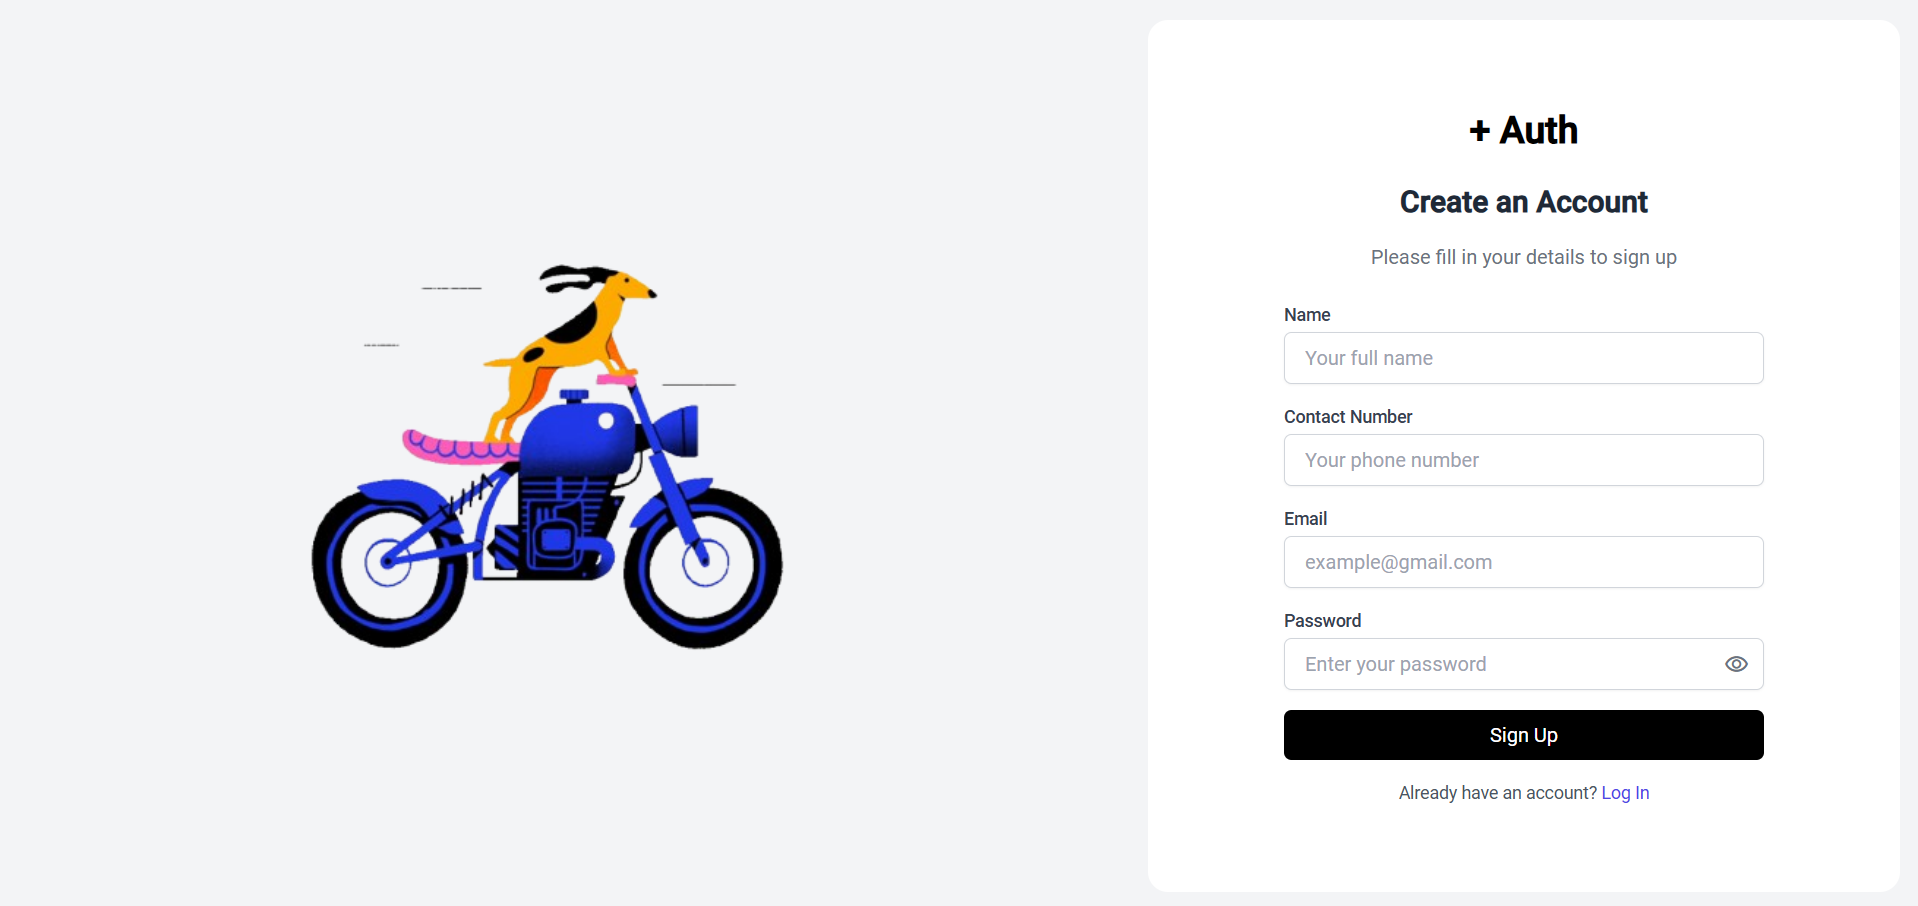 + Auth
Create an Account
Please fill in your details to sign up
Name
Your full name
Contact Number
Your phone number
Email
example@gmail.com
Password
Enter your password
Sign Up
Already have an account? Log In